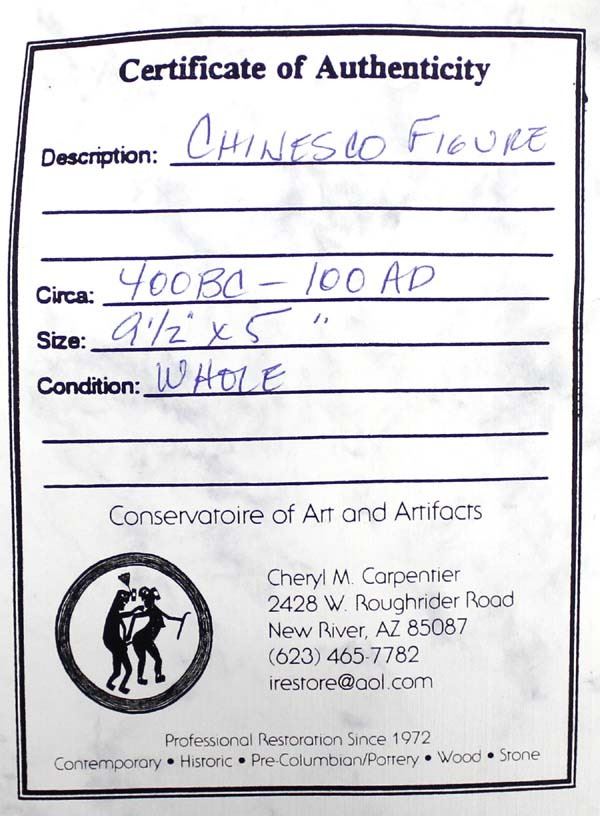 Certificate of Authenticity
Description: CHINESCO FIGURE
Circa: 400BC - 100 AD
Size: 9 1/2" x 5 "
Condition: WHOLE
Conservatoire of Art and Artifacts
Cheryl M. Carpentier
2428 W. Roughrider Road
New River, AZ 85087
(623) 465-7782
irestore@aol.com
Professional Restoration Since 1972
Contemporary • Historic • Pre-Columbian/Pottery • Wood • Stone